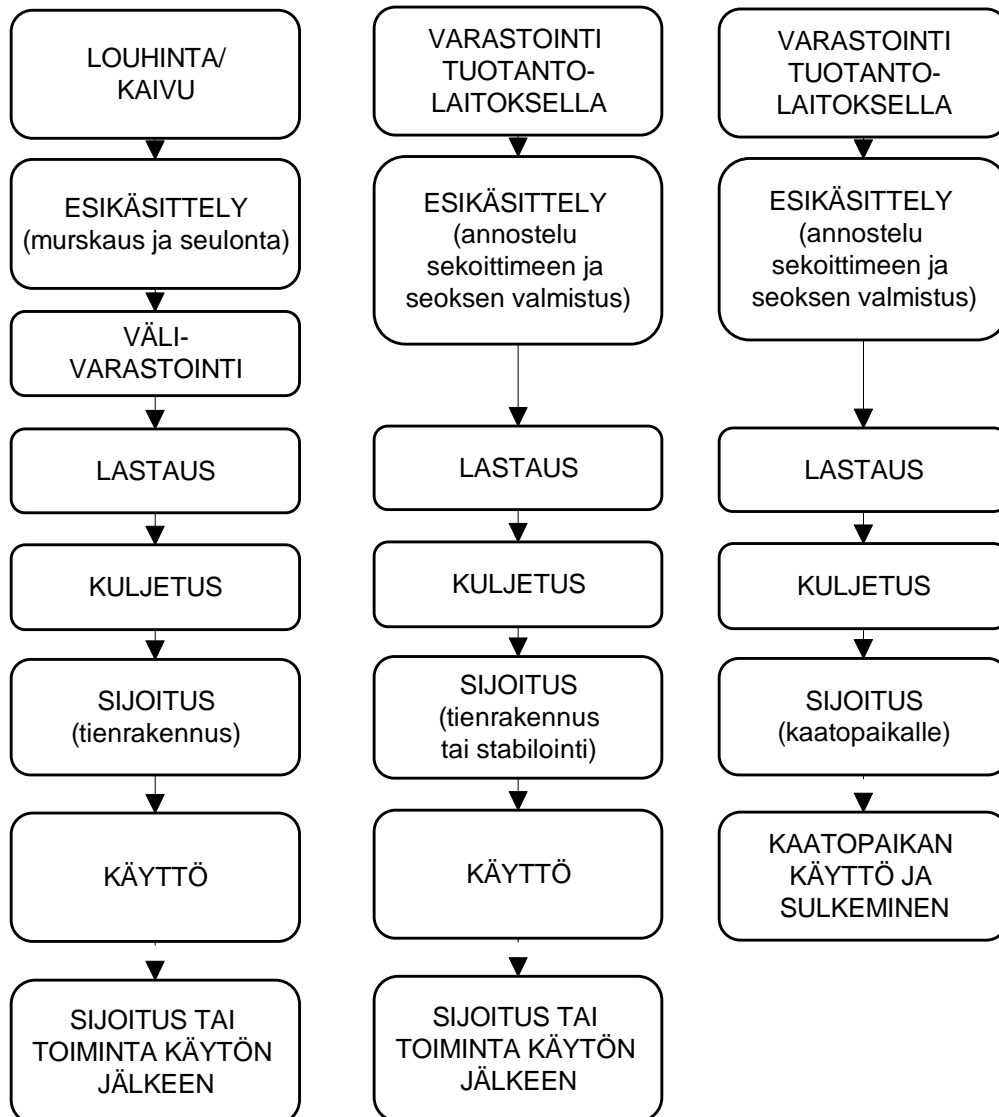 LOUHINTA/
KAIVU
ESIKÄSITTELY
(murskaus ja seulonta)
VÄLI-
VARASTOINTI
LASTAUS
KULJETUS
SIJOITUS
(tienrakennus)
KÄYTTÖ
SIJOITUS TAI
TOIMINTA KÄYTÖN
JÄLKEEN
VARASTOINTI
TUOTANTO-
LAITOKSELLA
ESIKÄSITTELY
(annostelu
sekoittimeen ja
seoksen valmistus)
LASTAUS
KULJETUS
SIJOITUS
(tienrakennus
tai stabilointi)
KÄYTTÖ
SIJOITUS TAI
TOIMINTA KÄYTÖN
JÄLKEEN
VARASTOINTI
TUOTANTO-
LAITOKSELLA
ESIKÄSITTELY
(annostelu
sekoittimeen ja
seoksen valmistus)
LASTAUS
KULJETUS
SIJOITUS
(kaatopaikalle)
KAATOPAIKAN
KÄYTTÖ JA
SULKEMINEN